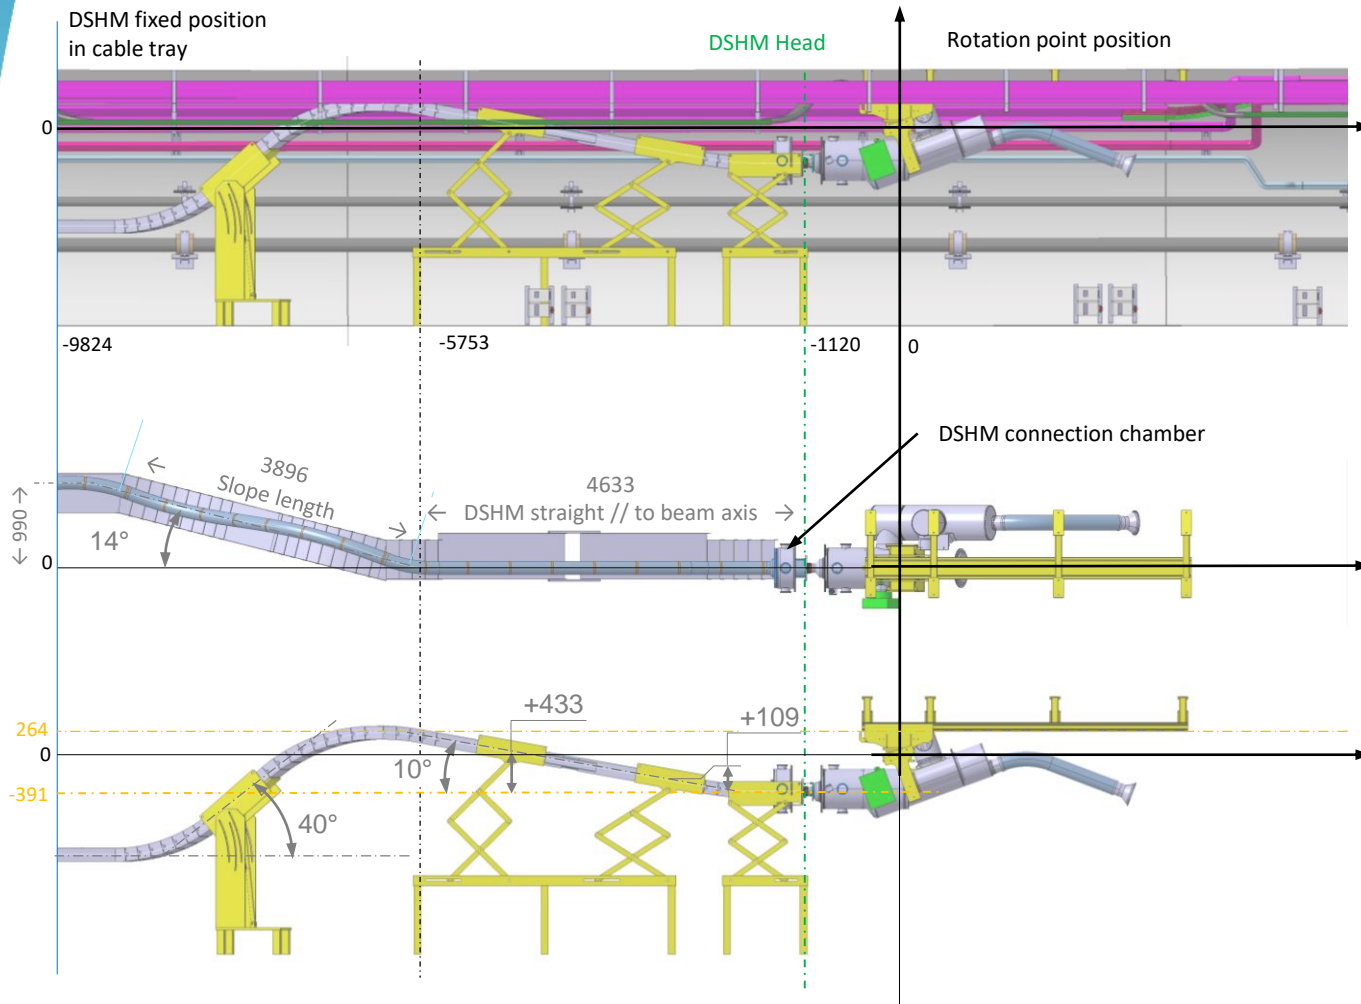 DSHM fixed position
in cable tray
DSHM Head
Rotation point position
0
-9824
-5753
-1120
0
DSHM connection chamber
3896
Slope length
4633
DSHM straight // to beam axis
← 990 →
14°
0
+433
+109
264
0
10°
-391
40°